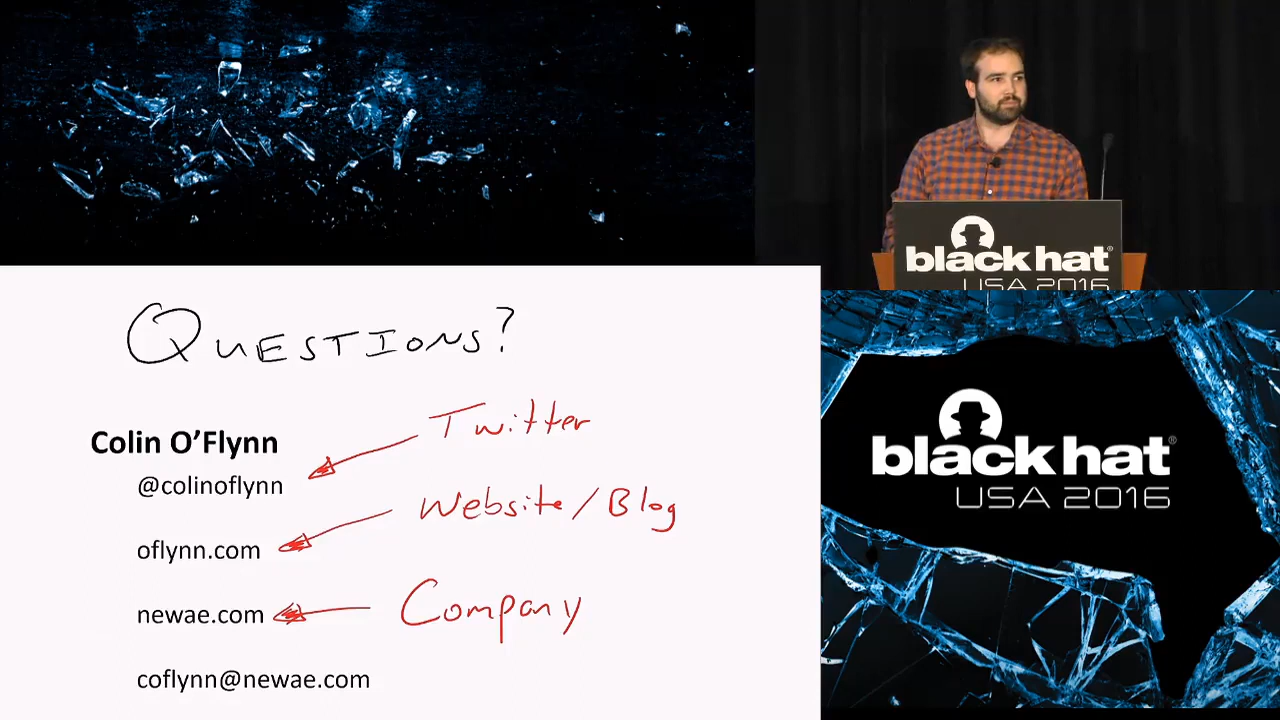 black hat®
USA 2016
Questions?
Colin O’Flynn
Twitter
@colinoflynn
Website/Blog
oflynn.com
newae.com
Company
coflynn@newae.com
black hat®
USA 2016